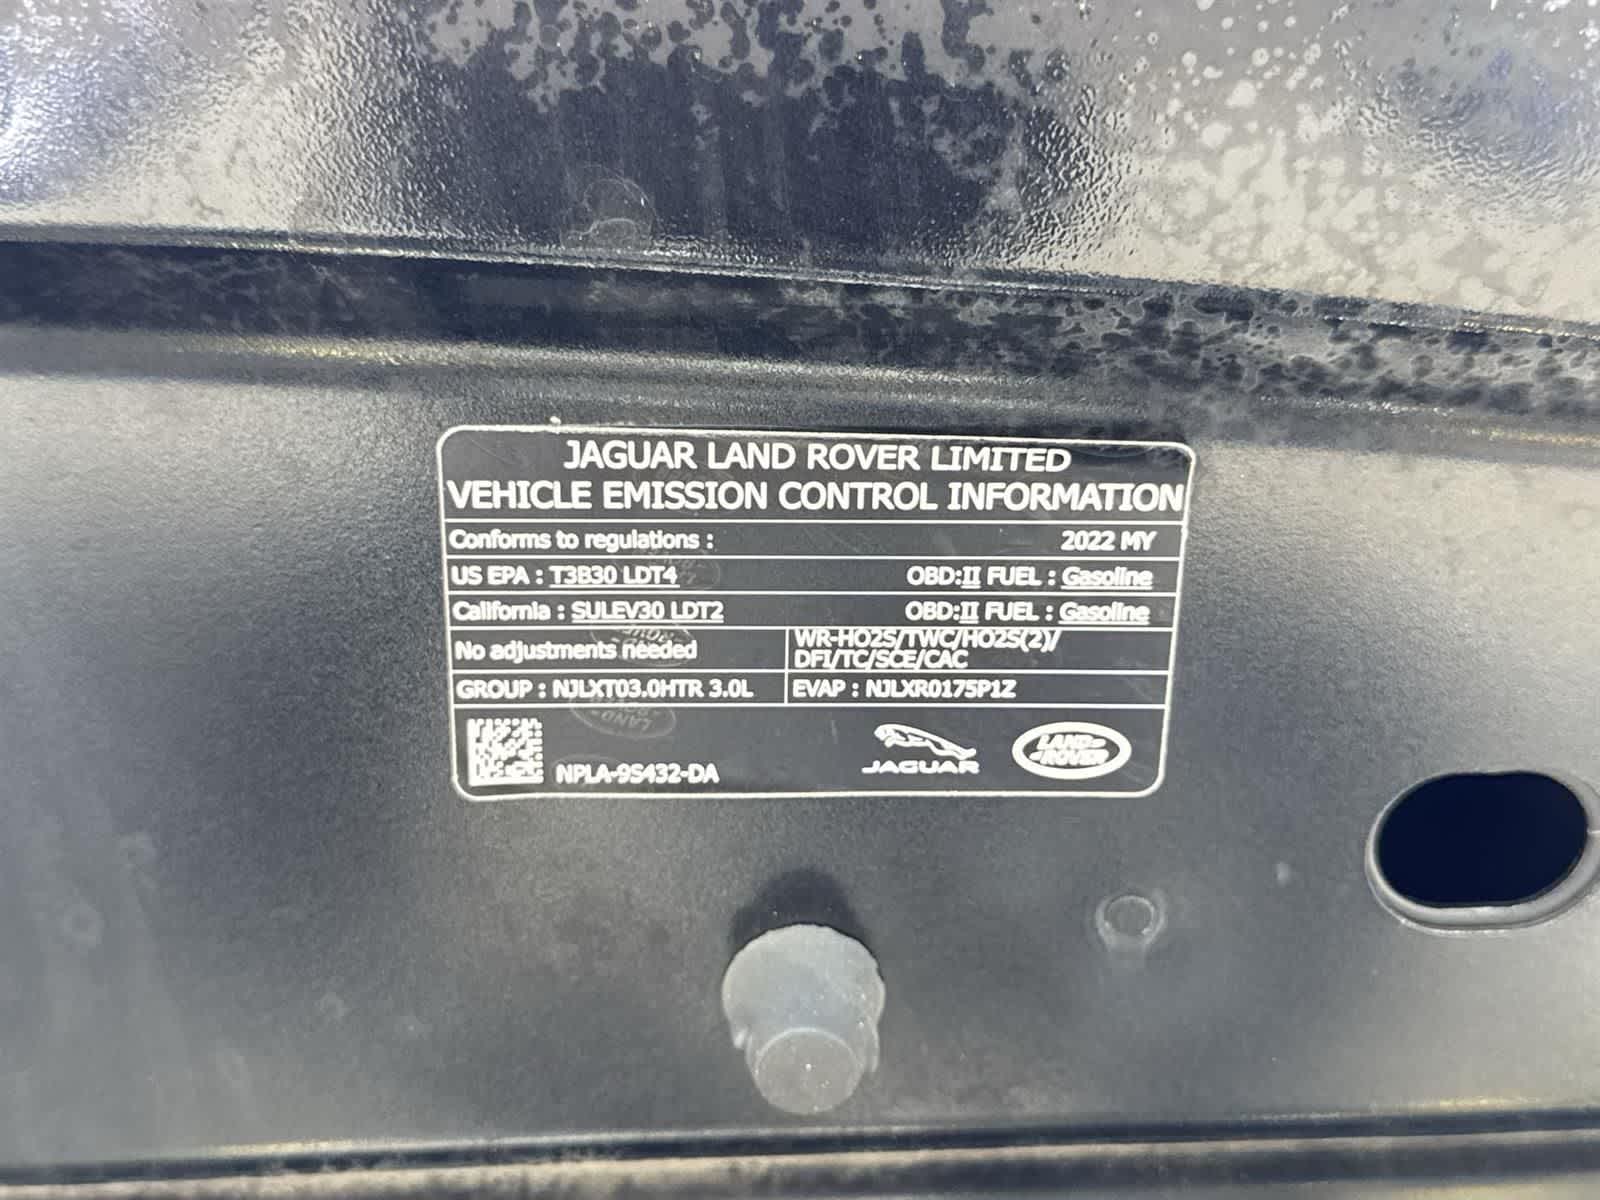 JAGUAR LAND ROVER LIMITED
VEHICLE EMISSION CONTROL INFORMATION
Conforms to regulations : 2022 MY
US EPA : T3B30 LDT4 OBD:II FUEL : Gasoline
California : SULEV30 LDT2 OBD:II FUEL : Gasoline
No adjustments needed
WR-HO2S/TWC/HO2S(2)/
DFI/TC/SCE/CAC
GROUP : NJLXT03.0HTR 3.0L EVAP : NJLXR0175P1Z
NPLA-9S432-DA
JAGUAR
LAND
ROVER